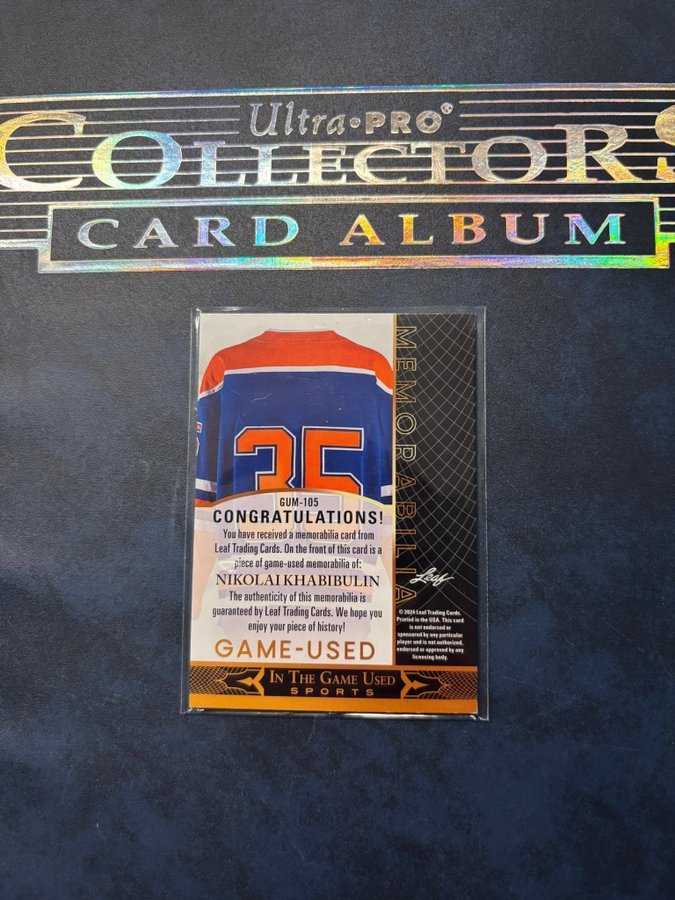 Ultra•PRO®
COLLECTORS
CARD ALBUM
MEMORABILIA
35
GUM-105
CONGRATULATIONS!
You have received a memorabilia card from
Leaf Trading Cards. On the front of this card is a
piece of game-used memorabilia of:
NIKOLAI KHABIBULIN
The authenticity of this memorabilia is
guaranteed by Leaf Trading Cards. We hope you
enjoy your piece of history!
GAME-USED
Leaf
© 2024 Leaf Trading Cards.
Printed in the USA. This card
is not endorsed or
sponsored by any particular
player and is not authorized,
endorsed or approved by any
licensing body.
IN THE GAME USED
SPORTS